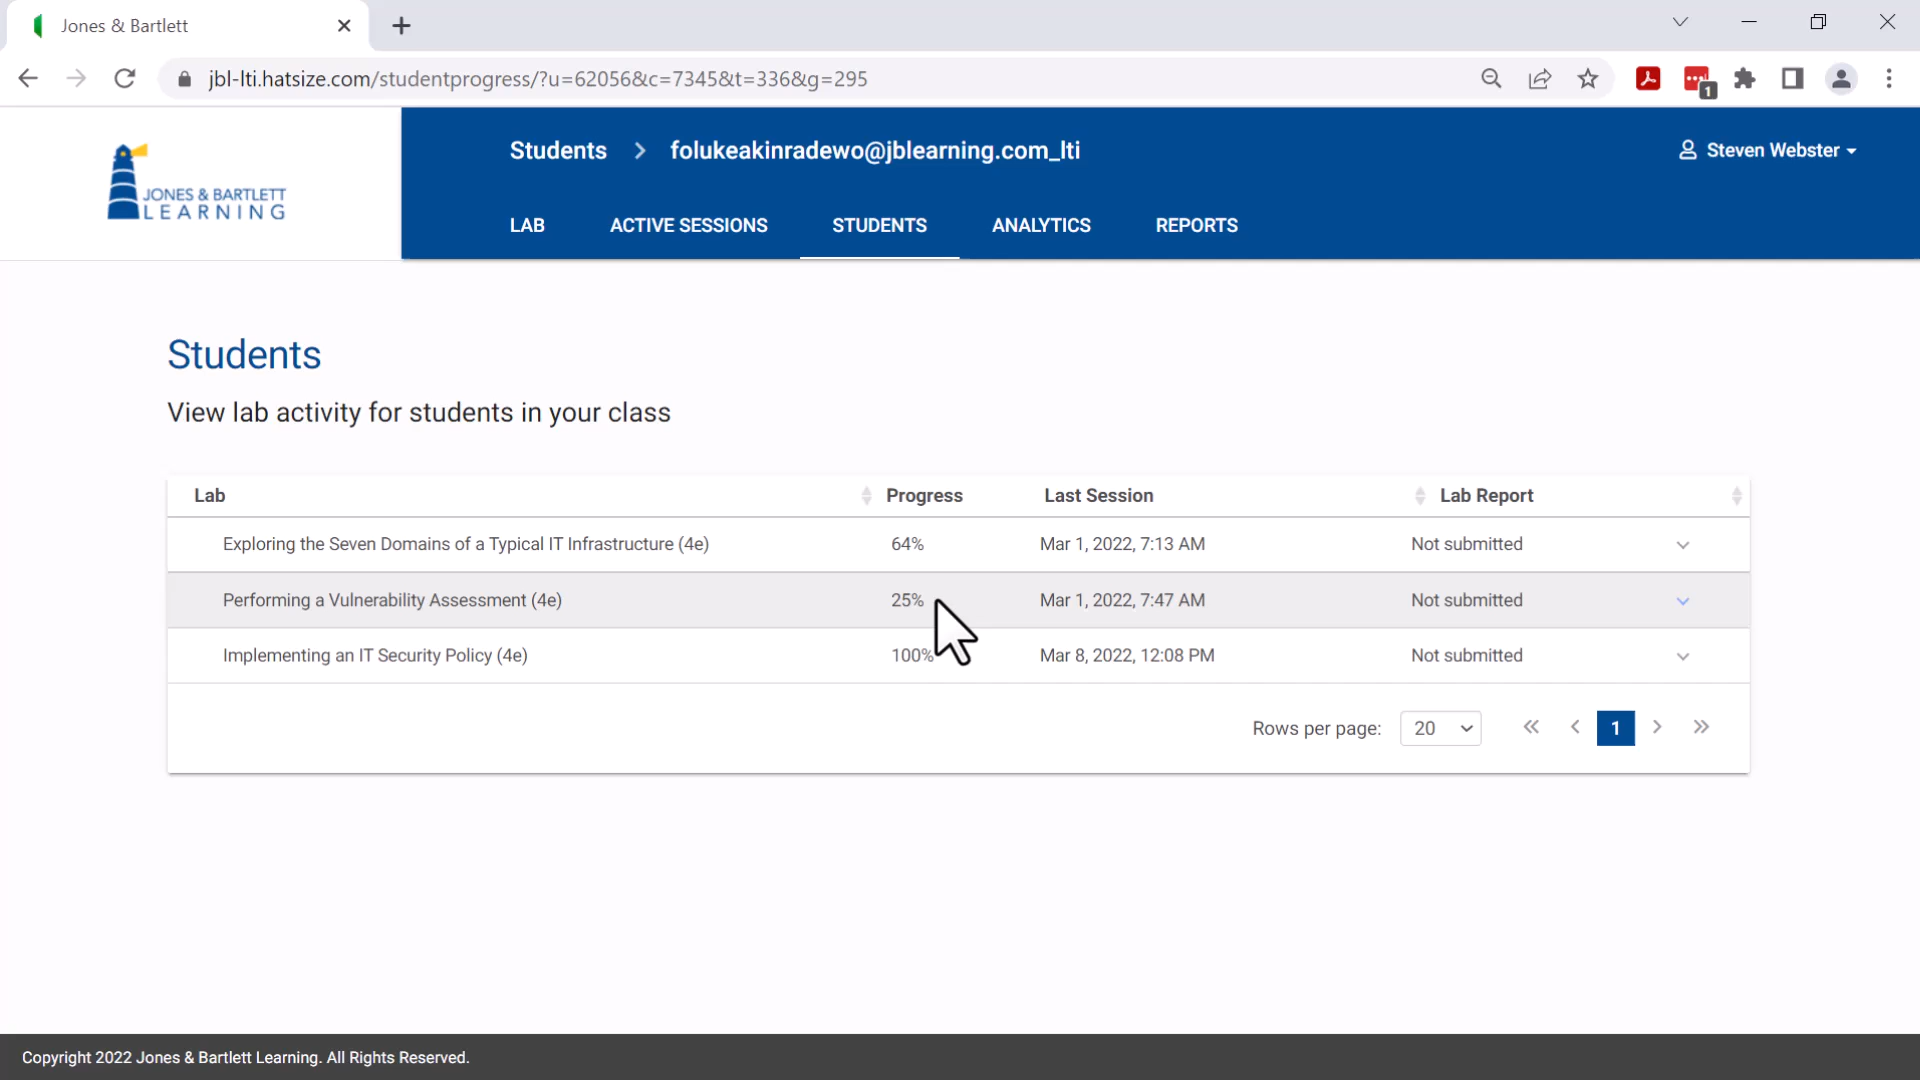 Jones & Bartlett
jbl-lti.hatsize.com/studentprogress/?u=62056&c=7345&t=336&g=295
1
JONES & BARTLETT
LEARNING
Students > folukeakinradewo@jblearning.com_lti
Steven Webster
LAB ACTIVE SESSIONS STUDENTS ANALYTICS REPORTS
Students
View lab activity for students in your class
Lab Progress Last Session Lab Report
Exploring the Seven Domains of a Typical IT Infrastructure (4e) 64% Mar 1, 2022, 7:13 AM Not submitted
Performing a Vulnerability Assessment (4e) 25% Mar 1, 2022, 7:47 AM Not submitted
Implementing an IT Security Policy (4e) 100% Mar 8, 2022, 12:08 PM Not submitted
Rows per page: 20 « ‹ 1 › »
Copyright 2022 Jones & Bartlett Learning. All Rights Reserved.